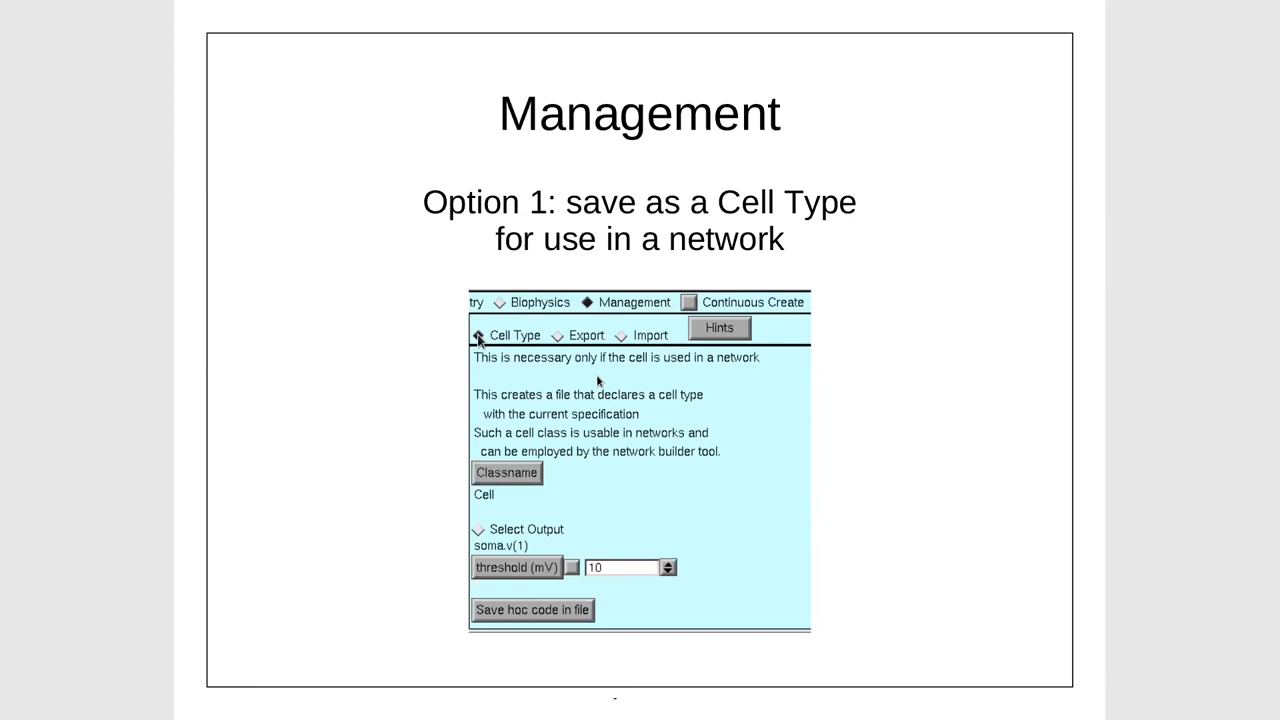 Management
Option 1: save as a Cell Type
for use in a network
try Biophysics Management Continuous Create
Cell Type Export Import Hints
This is necessary only if the cell is used in a network
This creates a file that declares a cell type
with the current specification
Such a cell class is usable in networks and
can be employed by the network builder tool.
Classname
Cell
Select Output
soma.v(1)
threshold (mV) 10
Save hoc code in file
-